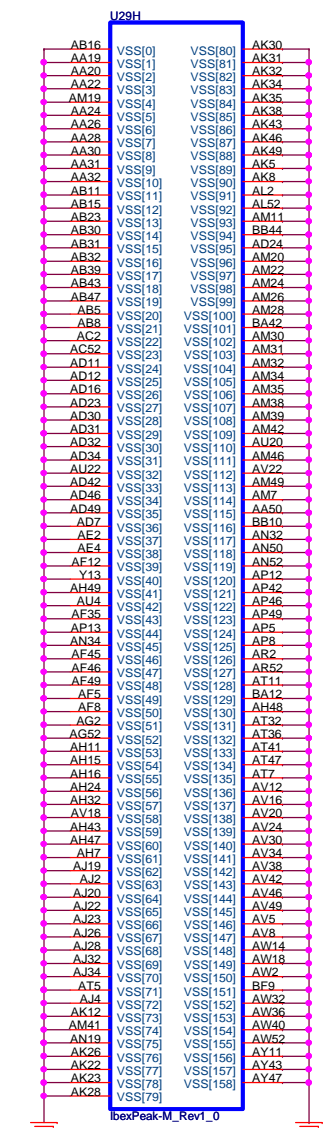 U29H
AB16 VSS[0] VSS[80] AK30
AA19 VSS[1] VSS[81] AK31
AA20 VSS[2] VSS[82] AK32
AA22 VSS[3] VSS[83] AK34
AM19 VSS[4] VSS[84] AK35
AA24 VSS[5] VSS[85] AK38
AA26 VSS[6] VSS[86] AK43
AA28 VSS[7] VSS[87] AK46
AA30 VSS[8] VSS[88] AK49
AA31 VSS[9] VSS[89] AK5
AA32 VSS[10] VSS[90] AK8
AB11 VSS[11] VSS[91] AL2
AB15 VSS[12] VSS[92] AL52
AB23 VSS[13] VSS[93] AM11
AB30 VSS[14] VSS[94] BB44
AB31 VSS[15] VSS[95] AD24
AB32 VSS[16] VSS[96] AM20
AB39 VSS[17] VSS[97] AM22
AB43 VSS[18] VSS[98] AM24
AB47 VSS[19] VSS[99] AM26
AB5 VSS[20] VSS[100] AM28
AB8 VSS[21] VSS[101] BA42
AC2 VSS[22] VSS[102] AM30
AC52 VSS[23] VSS[103] AM31
AD11 VSS[24] VSS[104] AM32
AD12 VSS[25] VSS[105] AM34
AD16 VSS[26] VSS[106] AM35
AD23 VSS[27] VSS[107] AM38
AD30 VSS[28] VSS[108] AM39
AD31 VSS[29] VSS[109] AM42
AD32 VSS[30] VSS[110] AU20
AD34 VSS[31] VSS[111] AM46
AU22 VSS[32] VSS[112] AV22
AD42 VSS[33] VSS[113] AM49
AD46 VSS[34] VSS[114] AM7
AD49 VSS[35] VSS[115] AA50
AD7 VSS[36] VSS[116] BB10
AE2 VSS[37] VSS[117] AN32
AE4 VSS[38] VSS[118] AN50
AF12 VSS[39] VSS[119] AN52
Y13 VSS[40] VSS[120] AP12
AH49 VSS[41] VSS[121] AP42
AU4 VSS[42] VSS[122] AP46
AF35 VSS[43] VSS[123] AP49
AP13 VSS[44] VSS[124] AP5
AN34 VSS[45] VSS[125] AP8
AF45 VSS[46] VSS[126] AR2
AF46 VSS[47] VSS[127] AR52
AF49 VSS[48] VSS[128] AT11
AF5 VSS[49] VSS[129] BA12
AF8 VSS[50] VSS[130] AH48
AG2 VSS[51] VSS[131] AT32
AG52 VSS[52] VSS[132] AT36
AH11 VSS[53] VSS[133] AT41
AH15 VSS[54] VSS[134] AT47
AH16 VSS[55] VSS[135] AT7
AH24 VSS[56] VSS[136] AV12
AH32 VSS[57] VSS[137] AV16
AV18 VSS[58] VSS[138] AV20
AH43 VSS[59] VSS[139] AV24
AH47 VSS[60] VSS[140] AV30
AH7 VSS[61] VSS[141] AV34
AJ19 VSS[62] VSS[142] AV38
AJ2 VSS[63] VSS[143] AV42
AJ20 VSS[64] VSS[144] AV46
AJ22 VSS[65] VSS[145] AV49
AJ23 VSS[66] VSS[146] AV5
AJ26 VSS[67] VSS[147] AV8
AJ28 VSS[68] VSS[148] AW14
AJ32 VSS[69] VSS[149] AW18
AJ34 VSS[70] VSS[150] AW2
AT5 VSS[71] VSS[151] BF9
AJ4 VSS[72] VSS[152] AW32
AK12 VSS[73] VSS[153] AW36
AM41 VSS[74] VSS[154] AW40
AN19 VSS[75] VSS[155] AW52
AK26 VSS[76] VSS[156] AY11
AK22 VSS[77] VSS[157] AY43
AK23 VSS[78] VSS[158] AY47
AK28 VSS[79]
IbexPeak-M_Rev1_0